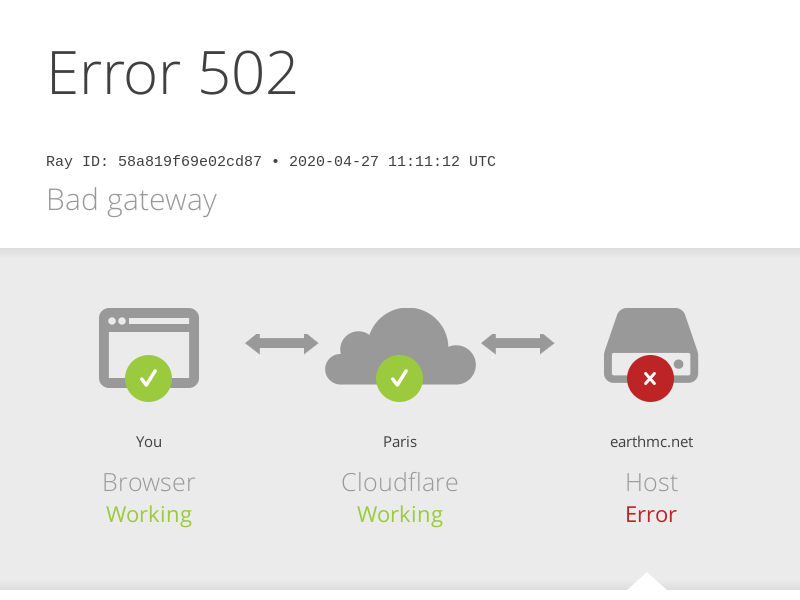 Error 502
Ray ID: 58a819f69e02cd87 • 2020-04-27 11:11:12 UTC
Bad gateway
You
Browser
Working
Paris
Cloudflare
Working
earthmc.net
Host
Error